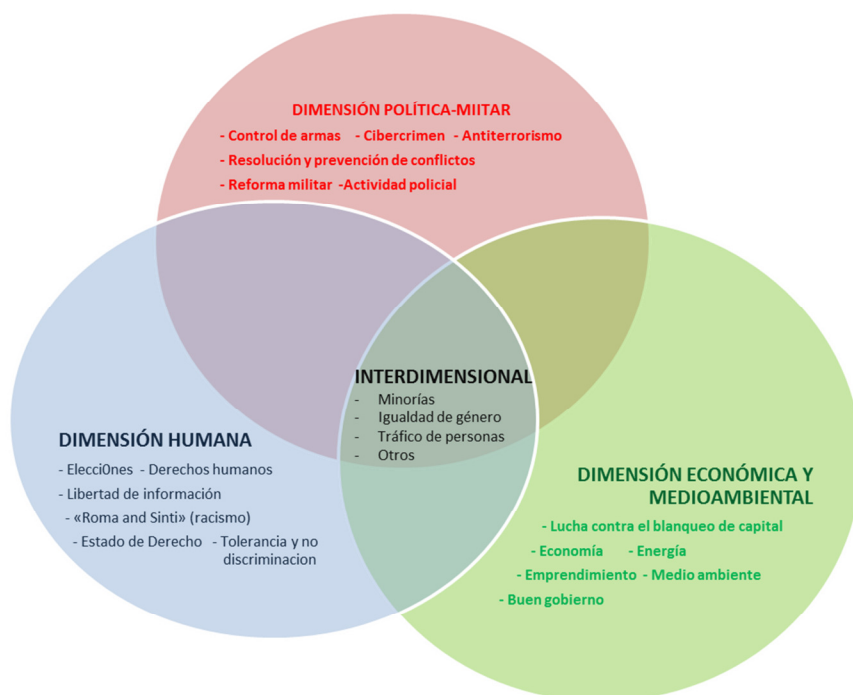 DIMENSIÓN POLÍTICA-MIITAR
- Control de armas - Cibercrimen - Antiterrorismo
- Resolución y prevención de conflictos
- Reforma militar -Actividad policial
INTERDIMENSIONAL
- Minorías
- Igualdad de género
- Tráfico de personas
- Otros
DIMENSIÓN HUMANA
- Elecci0nes - Derechos humanos
- Libertad de información
- «Roma and Sinti» (racismo)
- Estado de Derecho - Tolerancia y no
discriminacion
DIMENSIÓN ECONÓMICA Y
MEDIOAMBIENTAL
- Lucha contra el blanqueo de capital
- Economía - Energía
- Emprendimiento - Medio ambiente
- Buen gobierno